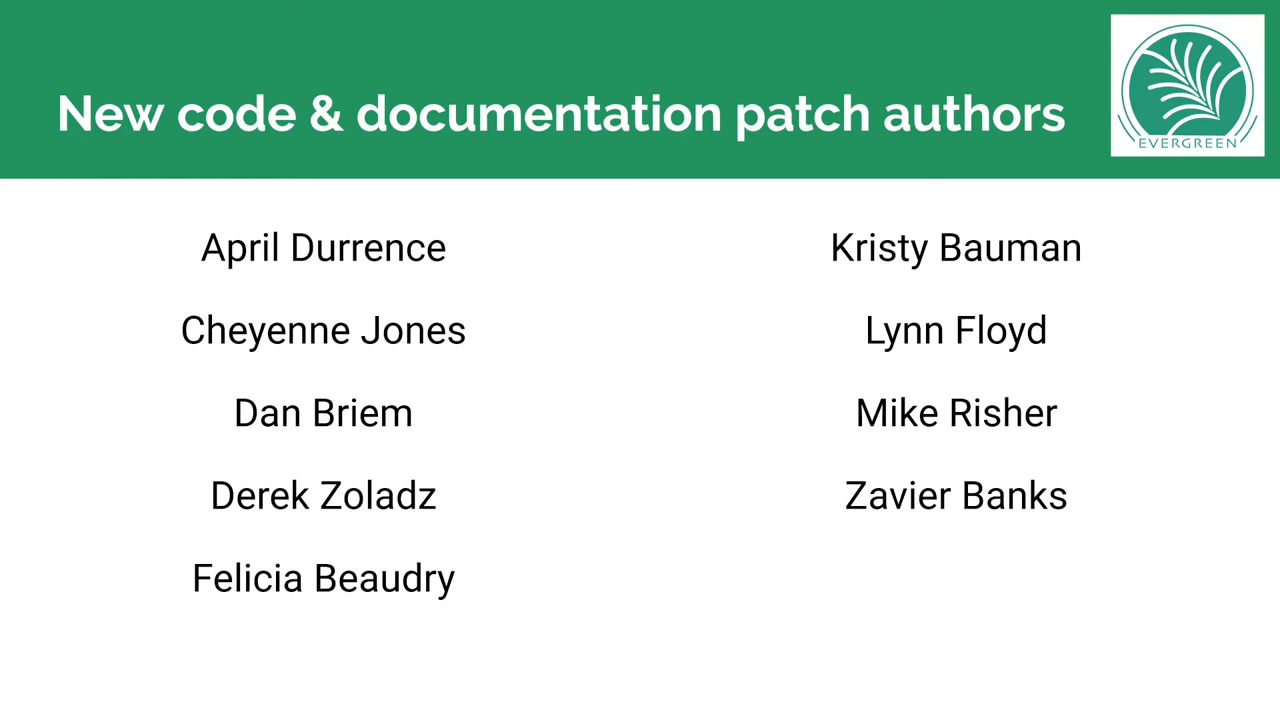 New code & documentation patch authors
EVERGREEN
April Durrence
Cheyenne Jones
Dan Briem
Derek Zoladz
Felicia Beaudry
Kristy Bauman
Lynn Floyd
Mike Risher
Zavier Banks